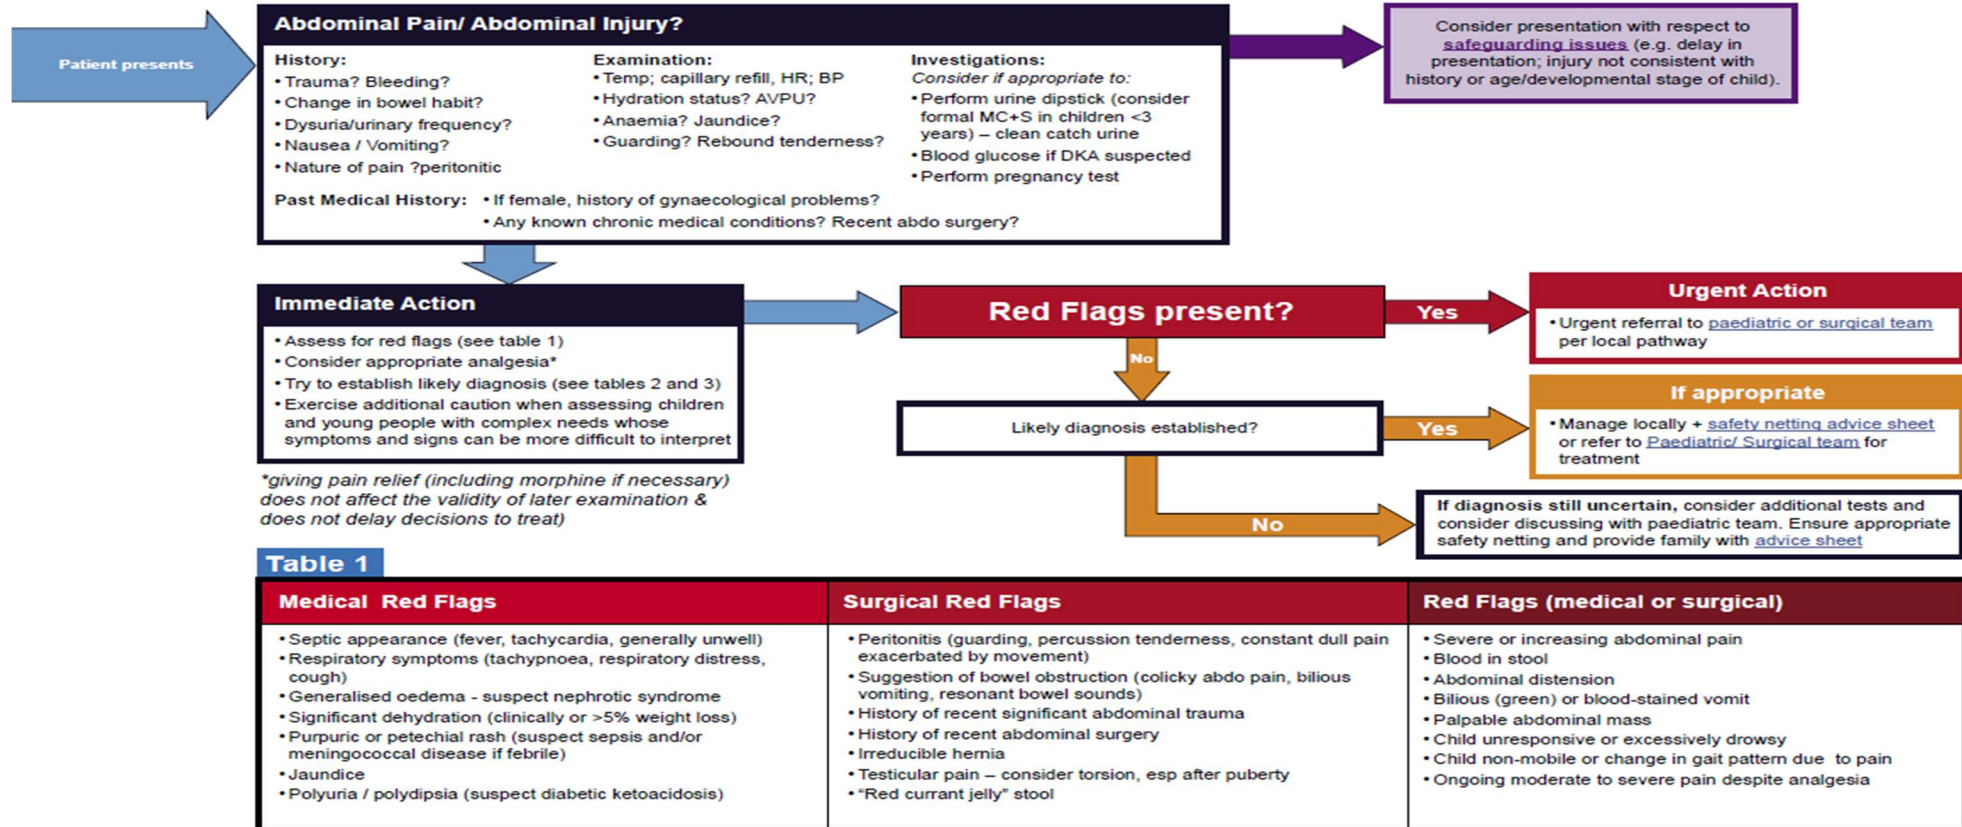 Patient presents
Abdominal Pain/ Abdominal Injury?
History:
• Trauma? Bleeding?
• Change in bowel habit?
• Dysuria/urinary frequency?
• Nausea / Vomiting?
• Nature of pain ?peritonitic
Examination:
• Temp; capillary refill, HR; BP
• Hydration status? AVPU?
• Anaemia? Jaundice?
• Guarding? Rebound tenderness?
Investigations:
Consider if appropriate to:
• Perform urine dipstick (consider
formal MC+S in children <3
years) – clean catch urine
• Blood glucose if DKA suspected
• Perform pregnancy test
Past Medical History: • If female, history of gynaecological problems?
• Any known chronic medical conditions? Recent abdo surgery?
Consider presentation with respect to
safeguarding issues (e.g. delay in
presentation; injury not consistent with
history or age/developmental stage of child).
Immediate Action
• Assess for red flags (see table 1)
• Consider appropriate analgesia*
• Try to establish likely diagnosis (see tables 2 and 3)
• Exercise additional caution when assessing children
and young people with complex needs whose
symptoms and signs can be more difficult to interpret
*giving pain relief (including morphine if necessary)
does not affect the validity of later examination &
does not delay decisions to treat)
Red Flags present?
Yes
Urgent Action
• Urgent referral to paediatric or surgical team
per local pathway
No
Likely diagnosis established?
Yes
If appropriate
• Manage locally + safety netting advice sheet
or refer to Paediatric/ Surgical team for
treatment
No
If diagnosis still uncertain, consider additional tests and
consider discussing with paediatric team. Ensure appropriate
safety netting and provide family with advice sheet
Table 1
Medical Red Flags
• Septic appearance (fever, tachycardia, generally unwell)
• Respiratory symptoms (tachypnoea, respiratory distress,
cough)
• Generalised oedema - suspect nephrotic syndrome
• Significant dehydration (clinically or >5% weight loss)
• Purpuric or petechial rash (suspect sepsis and/or
meningococcal disease if febrile)
• Jaundice
• Polyuria / polydipsia (suspect diabetic ketoacidosis)
Surgical Red Flags
• Peritonitis (guarding, percussion tenderness, constant dull pain
exacerbated by movement)
• Suggestion of bowel obstruction (colicky abdo pain, bilious
vomiting, resonant bowel sounds)
• History of recent significant abdominal trauma
• History of recent abdominal surgery
• Irreducible hernia
• Testicular pain – consider torsion, esp after puberty
• “Red currant jelly” stool
Red Flags (medical or surgical)
• Severe or increasing abdominal pain
• Blood in stool
• Abdominal distension
• Bilious (green) or blood-stained vomit
• Palpable abdominal mass
• Child unresponsive or excessively drowsy
• Child non-mobile or change in gait pattern due to pain
• Ongoing moderate to severe pain despite analgesia